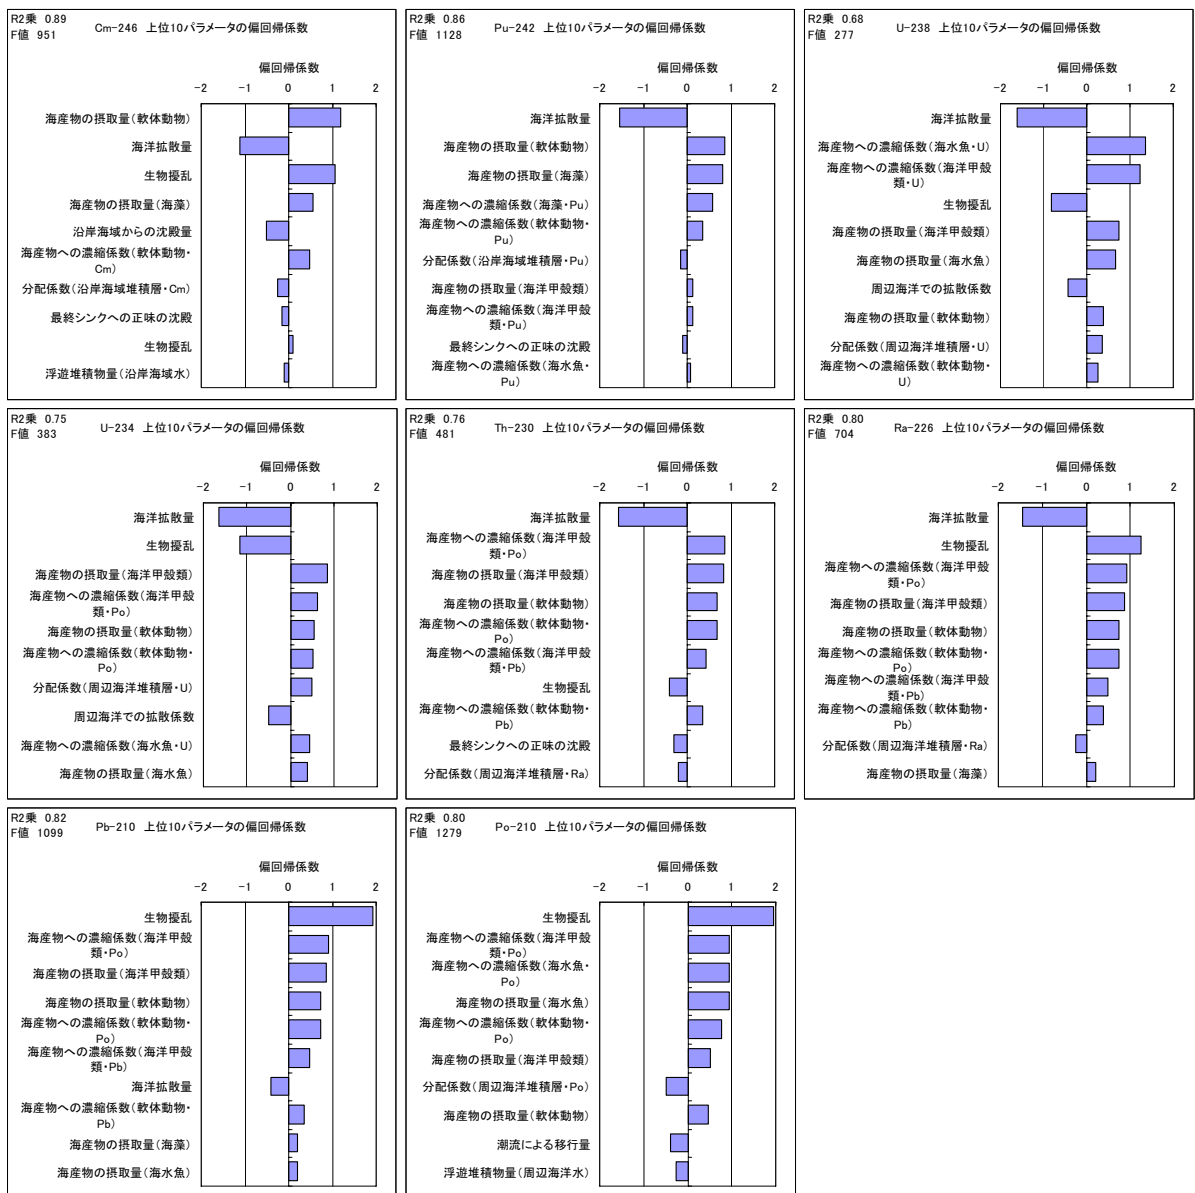 R2乗 0.89
F値 951
Cm-246 上位10パラメータの偏回帰係数
偏回帰係数
-2 -1 0 1 2
海産物の摂取量(軟体動物)
海洋拡散量
生物擾乱
海産物の摂取量(海藻)
沿岸海域からの沈殿量
海産物への濃縮係数(軟体動物・
Cm)
分配係数(沿岸海域堆積層・Cm)
最終シンクへの正味の沈殿
生物擾乱
浮遊堆積物量(沿岸海域水)
R2乗 0.86
F値 1128
Pu-242 上位10パラメータの偏回帰係数
偏回帰係数
-2 -1 0 1 2
海洋拡散量
海産物の摂取量(軟体動物)
海産物の摂取量(海藻)
海産物への濃縮係数(海藻・Pu)
海産物への濃縮係数(軟体動物・
Pu)
分配係数(沿岸海域堆積層・Pu)
海産物の摂取量(海洋甲殻類)
海産物への濃縮係数(海洋甲殻
類・Pu)
最終シンクへの正味の沈殿
海産物への濃縮係数(海水魚・
Pu)
R2乗 0.68
F値 277
U-238 上位10パラメータの偏回帰係数
偏回帰係数
-2 -1 0 1 2
海洋拡散量
海産物への濃縮係数(海水魚・U)
海産物への濃縮係数(海洋甲殻
類・U)
生物擾乱
海産物の摂取量(海洋甲殻類)
海産物の摂取量(海水魚)
周辺海洋での拡散係数
海産物の摂取量(軟体動物)
分配係数(周辺海洋堆積層・U)
海産物への濃縮係数(軟体動物・
U)
R2乗 0.75
F値 383
U-234 上位10パラメータの偏回帰係数
偏回帰係数
-2 -1 0 1 2
海洋拡散量
生物擾乱
海産物の摂取量(海洋甲殻類)
海産物への濃縮係数(海洋甲殻
類・Po)
海産物の摂取量(軟体動物)
海産物への濃縮係数(軟体動物・
Po)
分配係数(周辺海洋堆積層・U)
周辺海洋での拡散係数
海産物への濃縮係数(海水魚・U)
海産物の摂取量(海水魚)
R2乗 0.76
F値 481
Th-230 上位10パラメータの偏回帰係数
偏回帰係数
-2 -1 0 1 2
海洋拡散量
海産物への濃縮係数(海洋甲殻
類・Po)
海産物の摂取量(海洋甲殻類)
海産物の摂取量(軟体動物)
海産物への濃縮係数(軟体動物・
Po)
海産物への濃縮係数(海洋甲殻
類・Pb)
生物擾乱
海産物への濃縮係数(軟体動物・
Pb)
最終シンクへの正味の沈殿
分配係数(周辺海洋堆積層・Ra)
R2乗 0.80
F値 704
Ra-226 上位10パラメータの偏回帰係数
偏回帰係数
-2 -1 0 1 2
海洋拡散量
生物擾乱
海産物への濃縮係数(海洋甲殻
類・Po)
海産物の摂取量(海洋甲殻類)
海産物の摂取量(軟体動物)
海産物への濃縮係数(軟体動物・
Po)
海産物への濃縮係数(海洋甲殻
類・Pb)
海産物への濃縮係数(軟体動物・
Pb)
分配係数(周辺海洋堆積層・Ra)
海産物の摂取量(海藻)
R2乗 0.82
F値 1099
Pb-210 上位10パラメータの偏回帰係数
偏回帰係数
-2 -1 0 1 2
生物擾乱
海産物への濃縮係数(海洋甲殻
類・Po)
海産物の摂取量(海洋甲殻類)
海産物の摂取量(軟体動物)
海産物への濃縮係数(軟体動物・
Po)
海産物への濃縮係数(海洋甲殻
類・Pb)
海洋拡散量
海産物への濃縮係数(軟体動物・
Pb)
海産物の摂取量(海藻)
海産物の摂取量(海水魚)
R2乗 0.80
F値 1279
Po-210 上位10パラメータの偏回帰係数
偏回帰係数
-2 -1 0 1 2
生物擾乱
海産物への濃縮係数(海洋甲殻
類・Po)
海産物への濃縮係数(海水魚・
Po)
海産物の摂取量(海水魚)
海産物への濃縮係数(軟体動物・
Po)
海産物の摂取量(海洋甲殻類)
分配係数(周辺海洋堆積層・Po)
海産物の摂取量(軟体動物)
潮流による移行量
浮遊堆積物量(周辺海洋水)